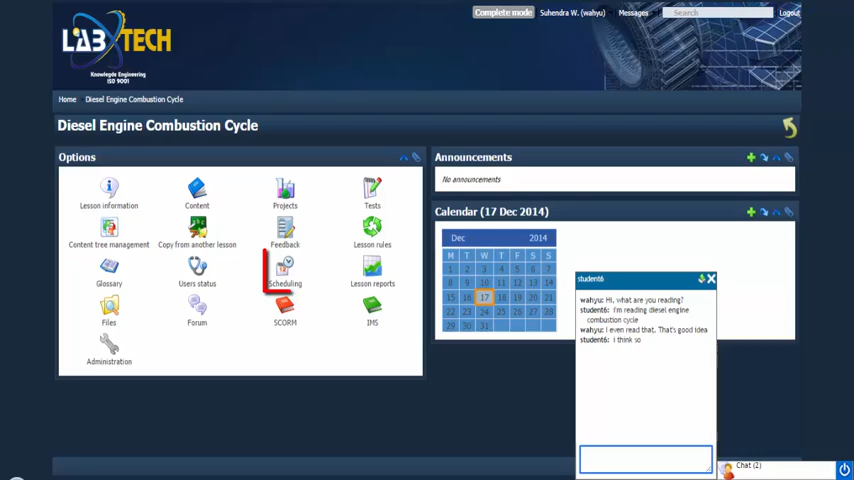 Complete mode Suhendra W. (wahyu) Messages Search Logout
LABTECH
Knowlegde Engineering
ISO 9001
Home Diesel Engine Combustion Cycle
Diesel Engine Combustion Cycle
Options
Lesson information Content Projects Tests
Content tree management Copy from another lesson Feedback Lesson rules
Glossary Users status Scheduling Lesson reports
Files Forum SCORM IMS
Administration
Announcements
No announcements
Calendar (17 Dec 2014)
Dec 2014
M T W T F S S
1 2 3 4 5 6 7
8 9 10 11 12 13 14
15 16 17 18 19 20 21
22 23 24 25 26 27 28
29 30 31
student6
wahyu: Hi, what are you reading?
student6: i'm reading diesel engine
combustion cycle
wahyu: I even read that. That's good idea
student6: i think so
Chat (2)